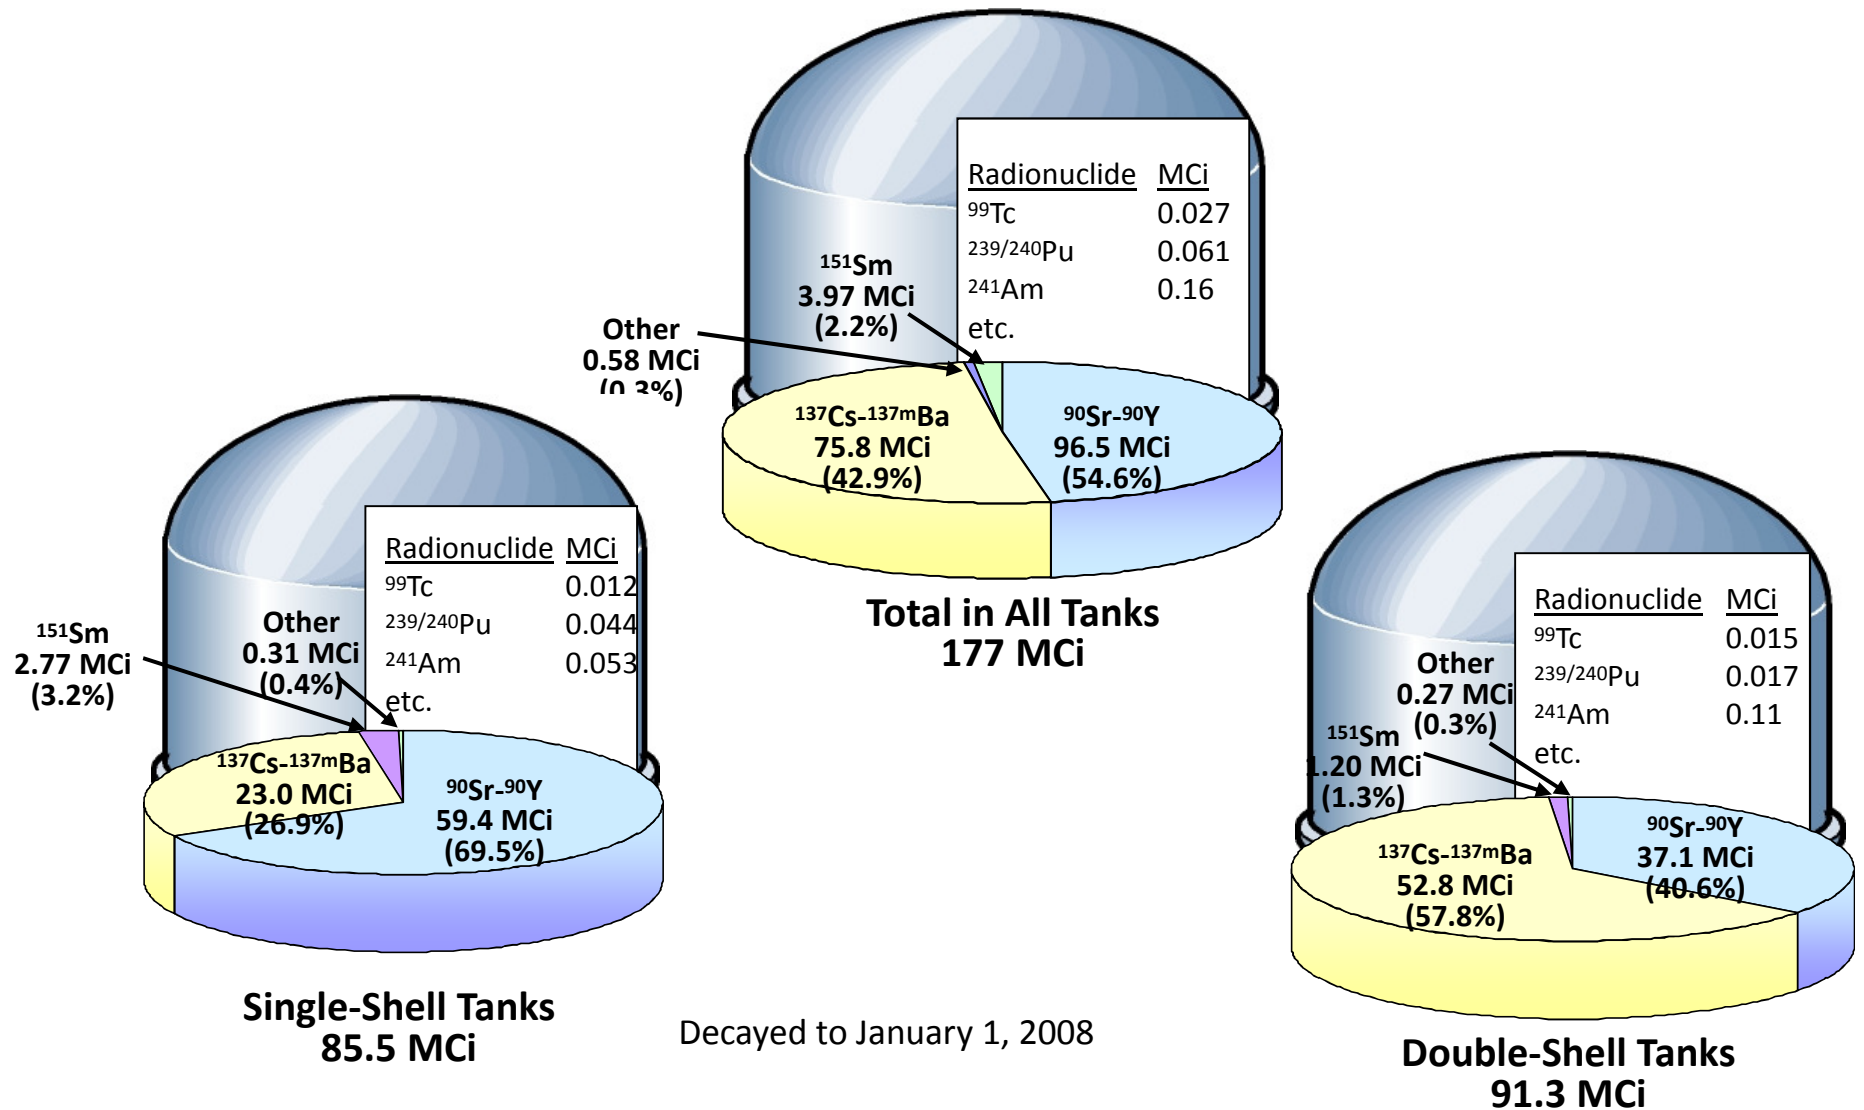 Radionuclide MCi
⁹⁹Tc 0.027
²³⁹/²⁴⁰Pu 0.061
²⁴¹Am 0.16
etc.
¹⁵¹Sm
3.97 MCi
(2.2%)
Other
0.58 MCi
(0.3%)
¹³⁷Cs-¹³⁷ᵐBa
75.8 MCi
(42.9%)
⁹⁰Sr-⁹⁰Y
96.5 MCi
(54.6%)
Total in All Tanks
177 MCi
Radionuclide MCi
⁹⁹Tc 0.012
²³⁹/²⁴⁰Pu 0.044
²⁴¹Am 0.053
etc.
¹⁵¹Sm
2.77 MCi
(3.2%)
Other
0.31 MCi
(0.4%)
¹³⁷Cs-¹³⁷ᵐBa
23.0 MCi
(26.9%)
⁹⁰Sr-⁹⁰Y
59.4 MCi
(69.5%)
Single-Shell Tanks
85.5 MCi
Decayed to January 1, 2008
Radionuclide MCi
⁹⁹Tc 0.015
²³⁹/²⁴⁰Pu 0.017
²⁴¹Am 0.11
etc.
Other
0.27 MCi
(0.3%)
¹⁵¹Sm
1.20 MCi
(1.3%)
¹³⁷Cs-¹³⁷ᵐBa
52.8 MCi
(57.8%)
⁹⁰Sr-⁹⁰Y
37.1 MCi
(40.6%)
Double-Shell Tanks
91.3 MCi